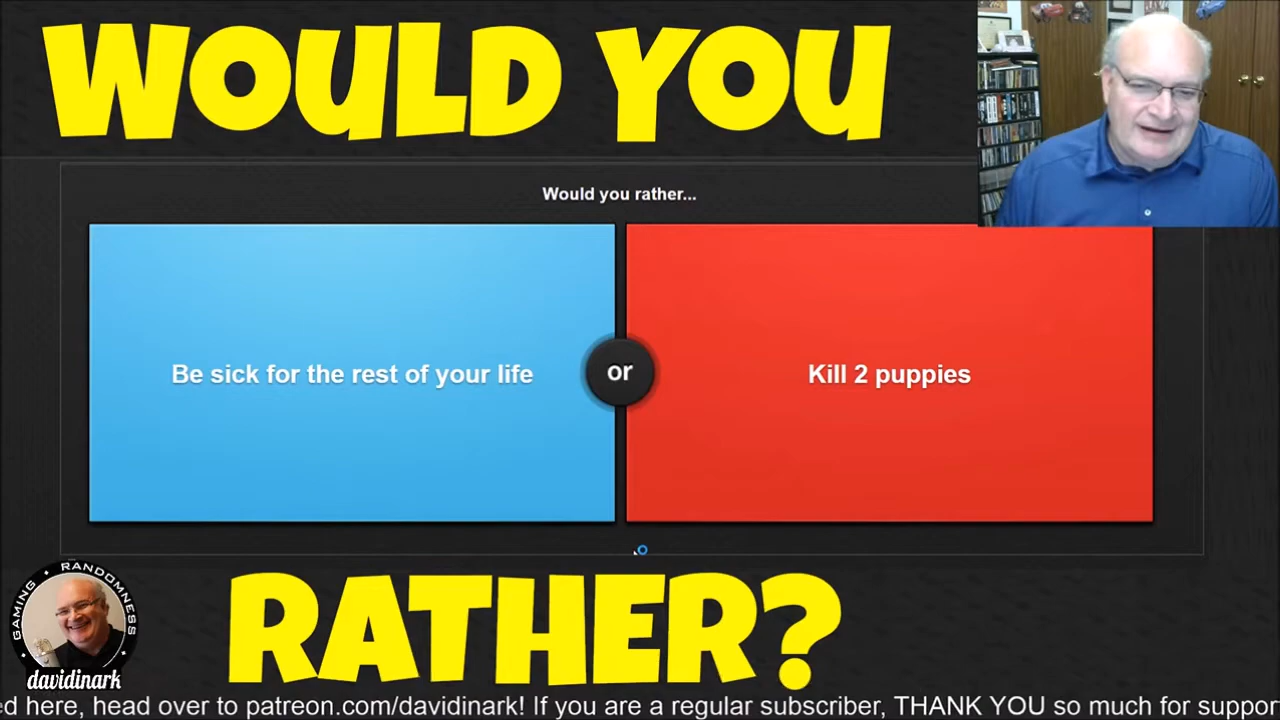 WOULD YOU
Would you rather...
Be sick for the rest of your life
or
Kill 2 puppies
RATHER?
GAMING • RANDOMNESS
davidinark
ed here, head over to patreon.com/davidinark! If you are a regular subscriber, THANK YOU so much for suppor